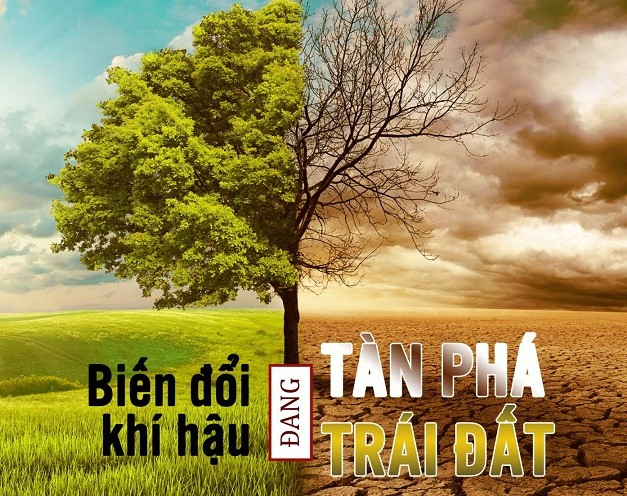 Biến đổi
khí hậu
ĐANG
TÀN PHÁ
TRÁI ĐẤT